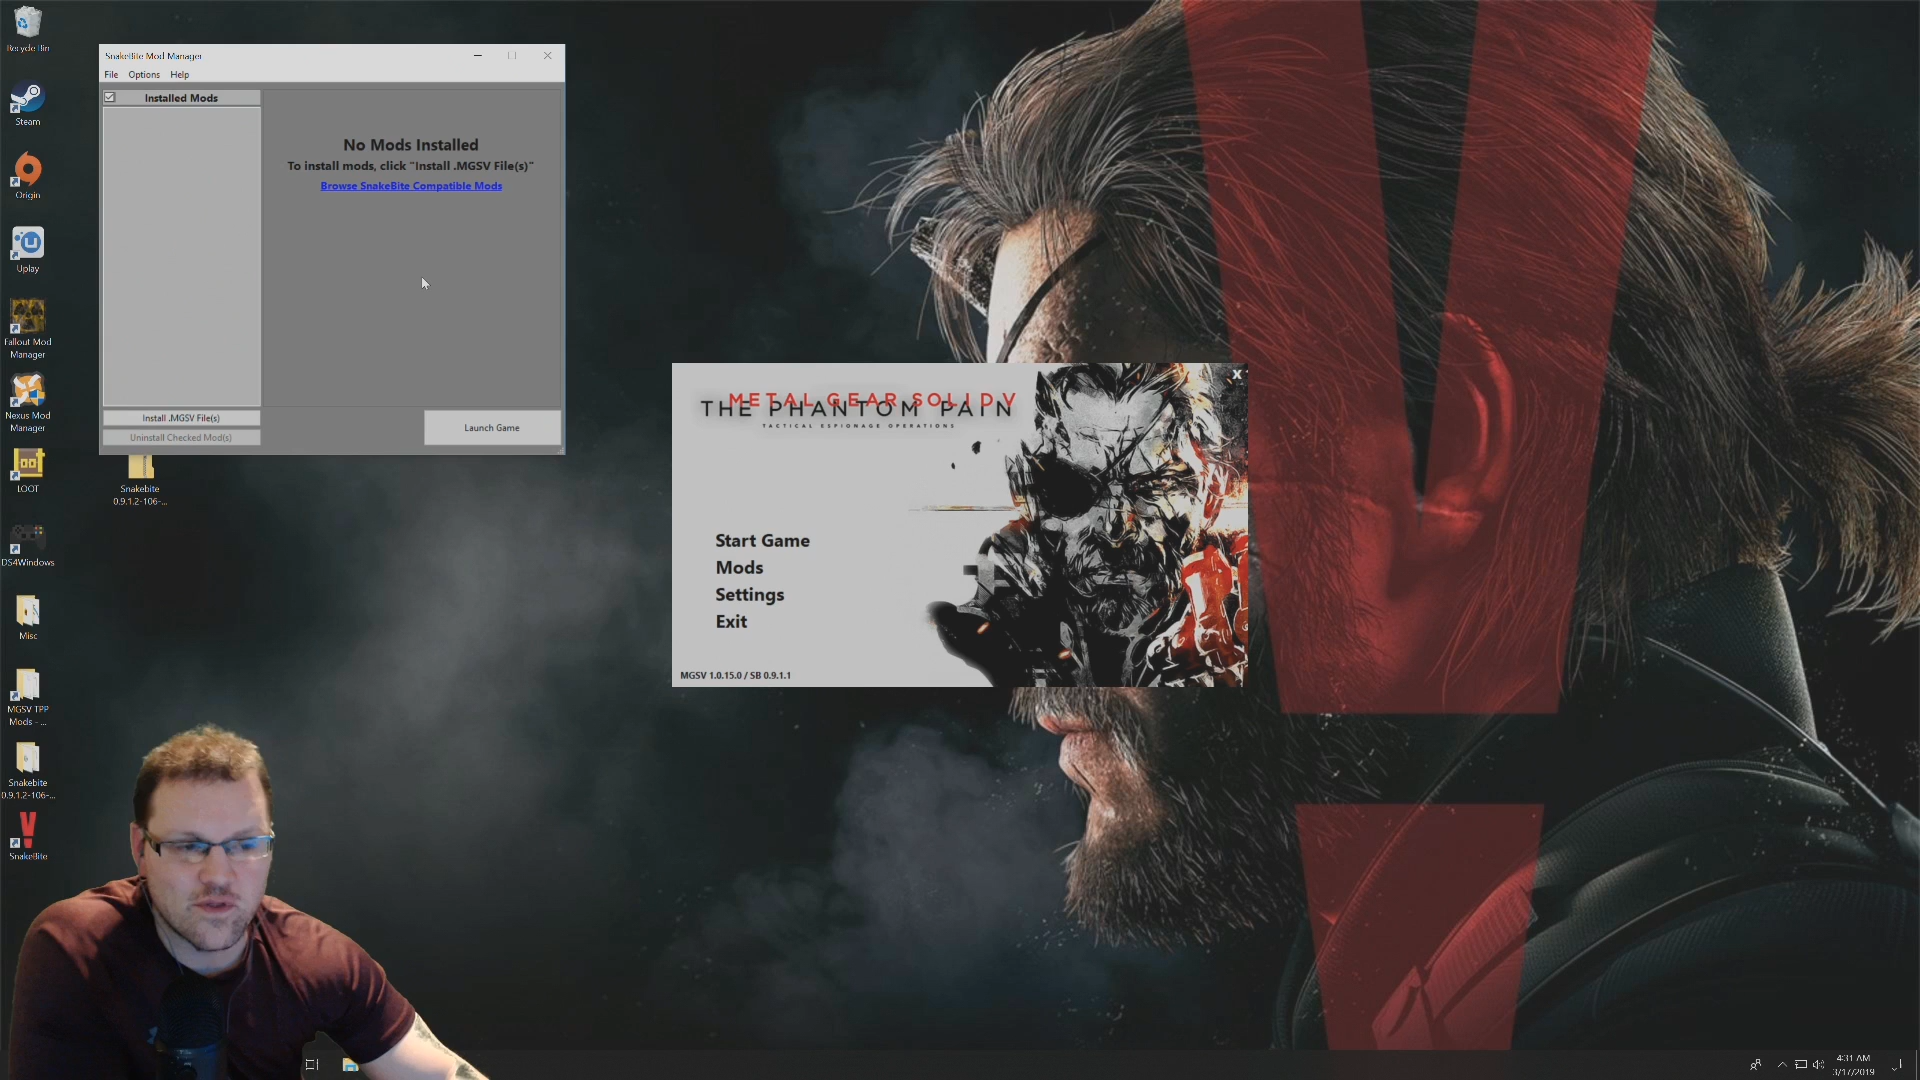 Recycle Bin
Steam
Origin
Uplay
Fallout Mod
Manager
Nexus Mod
Manager
LOOT
DS4Windows
Misc
MGSV TPP
Mods - ...
Snakebite
0.9.1.2-106-...
SnakeBite
SnakeBite Mod Manager
File Options Help
Installed Mods
No Mods Installed
To install mods, click "Install .MGSV File(s)"
Browse SnakeBite Compatible Mods
Install .MGSV File(s)
Uninstall Checked Mod(s)
Launch Game
Snakebite
0.9.1.2-106-...
X
METAL GEAR SOLID V
THE PHANTOM PAIN
TACTICAL ESPIONAGE OPERATIONS
Start Game
Mods
Settings
Exit
MGSV 1.0.15.0 / SB 0.9.1.1
4:31 AM
3/17/2019